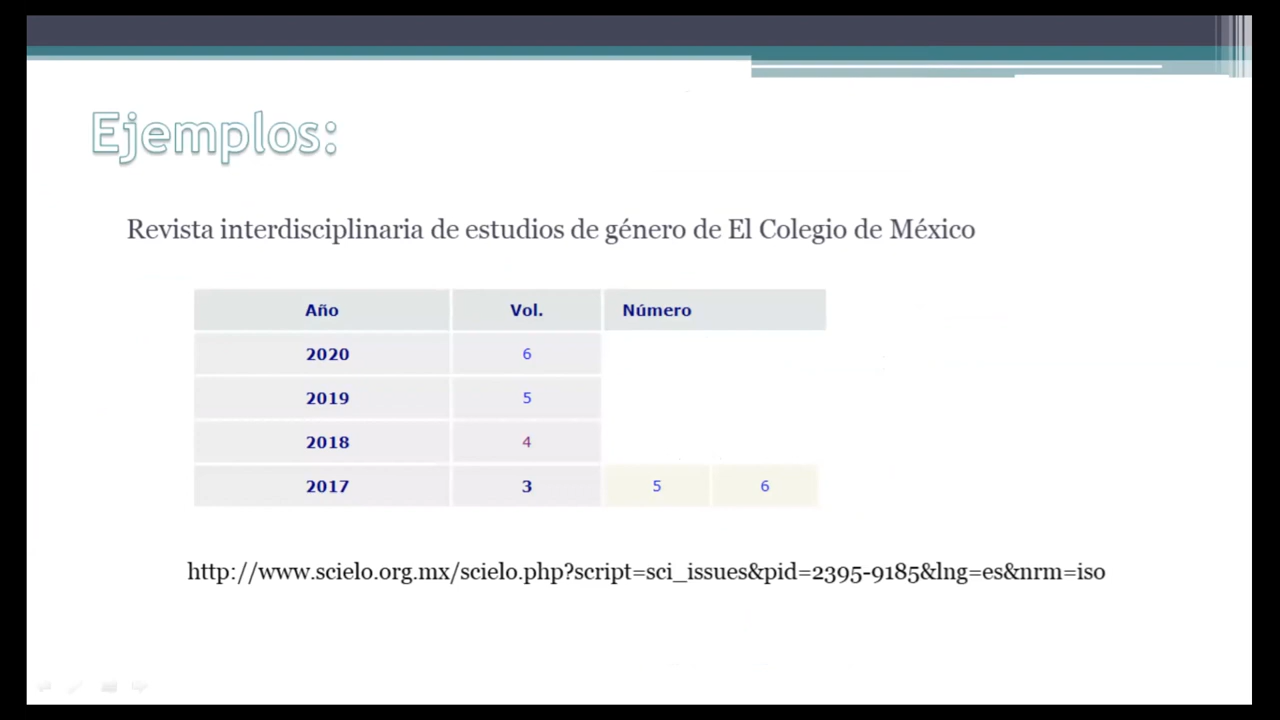 Ejemplos:
Revista interdisciplinaria de estudios de género de El Colegio de México
Año Vol. Número
2020 6
2019 5
2018 4
2017 3 5 6
http://www.scielo.org.mx/scielo.php?script=sci_issues&pid=2395-9185&lng=es&nrm=iso